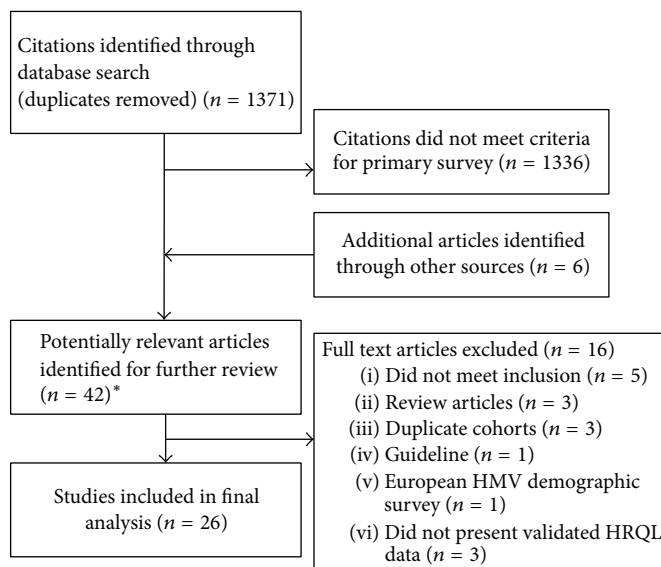 Citations identified through
database search
(duplicates removed) (n = 1371)
Citations did not meet criteria
for primary survey (n = 1336)
Additional articles identified
through other sources (n = 6)
Potentially relevant articles
identified for further review
(n = 42)*
Full text articles excluded (n = 16)
(i) Did not meet inclusion (n = 5)
(ii) Review articles (n = 3)
(iii) Duplicate cohorts (n = 3)
(iv) Guideline (n = 1)
(v) European HMV demographic
survey (n = 1)
(vi) Did not present validated HRQL
data (n = 3)
Studies included in final
analysis (n = 26)